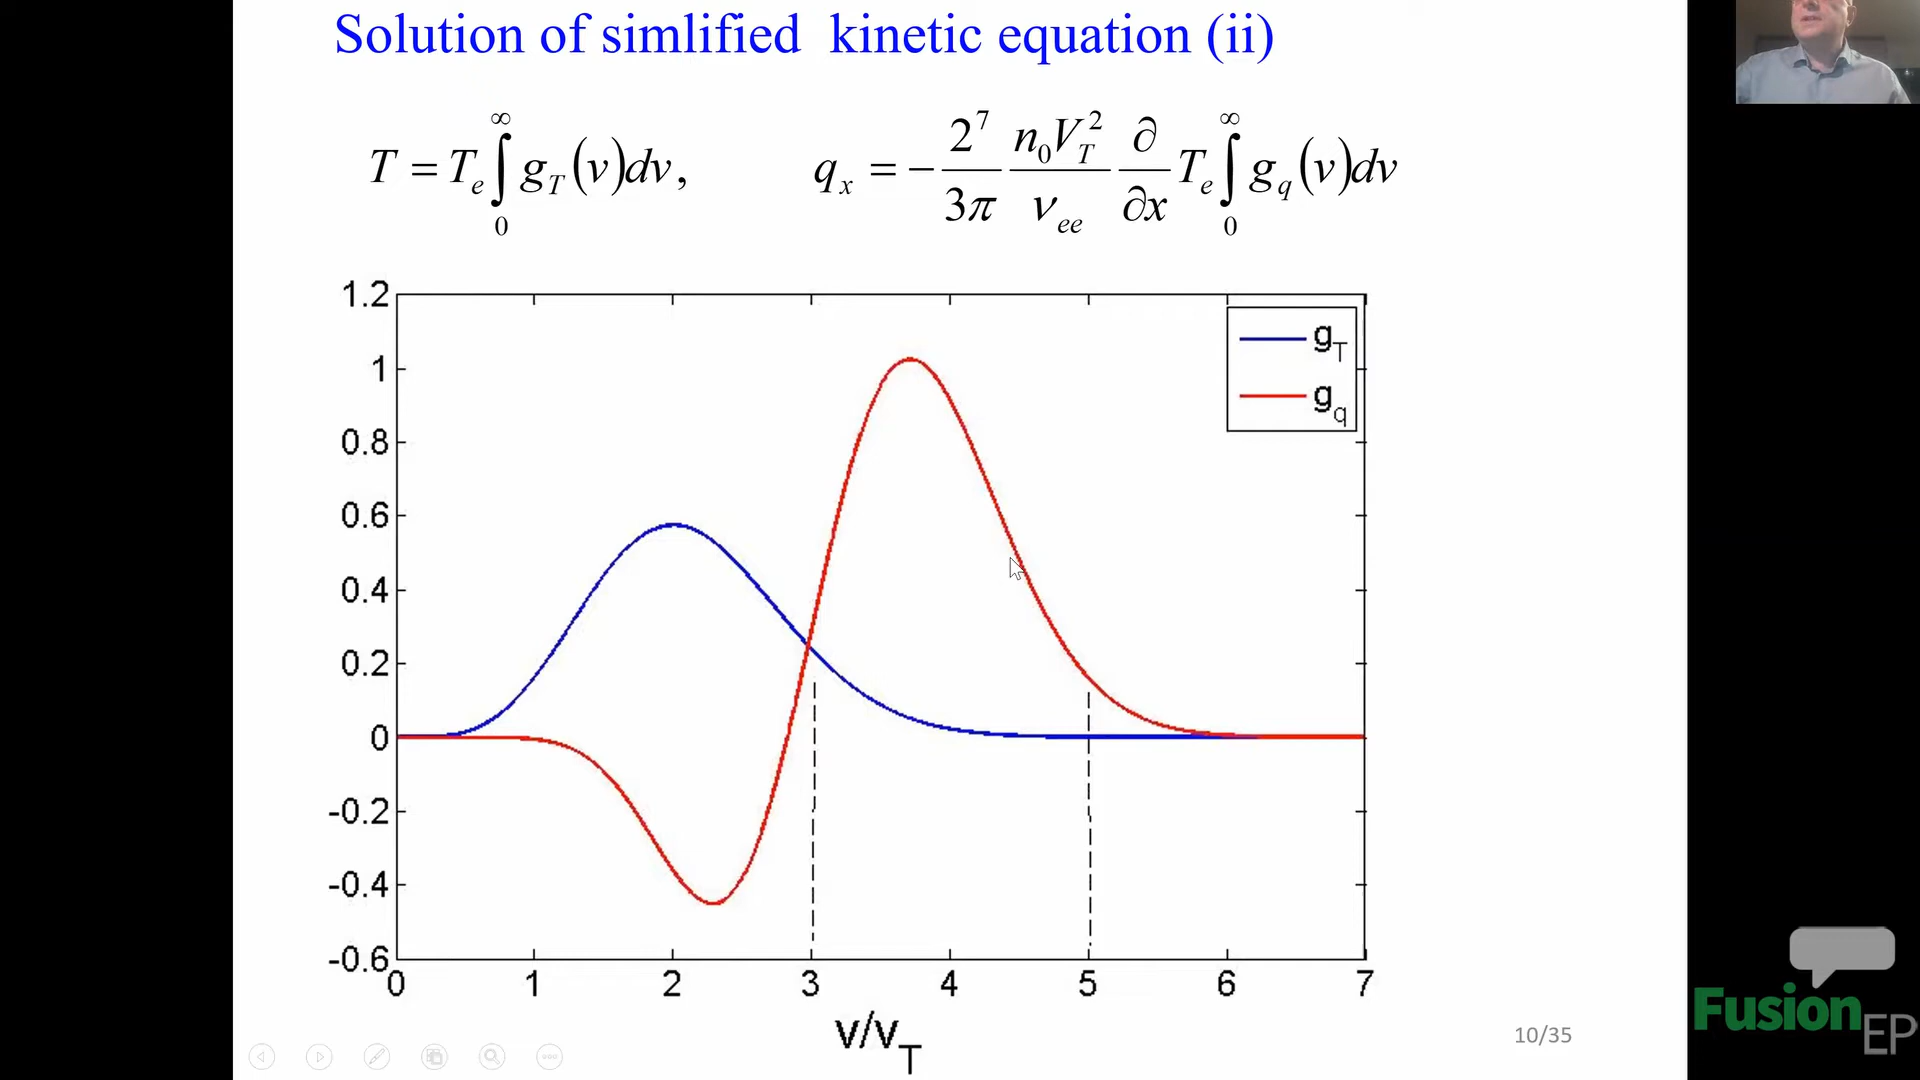 Solution of simlified kinetic equation (ii)
T = T_e ∫_0^∞ g_T (v)dv, q_x = − 2^7/3π n_0V_T^2/ν_ee ∂/∂x T_e ∫_0^∞ g_q (v)dv
1.2
1
0.8
0.6
0.4
0.2
0
-0.2
-0.4
-0.6
g_T
g_q
0 1 2 3 4 5 6 7
v/v_T
10/35
Fusion
EP